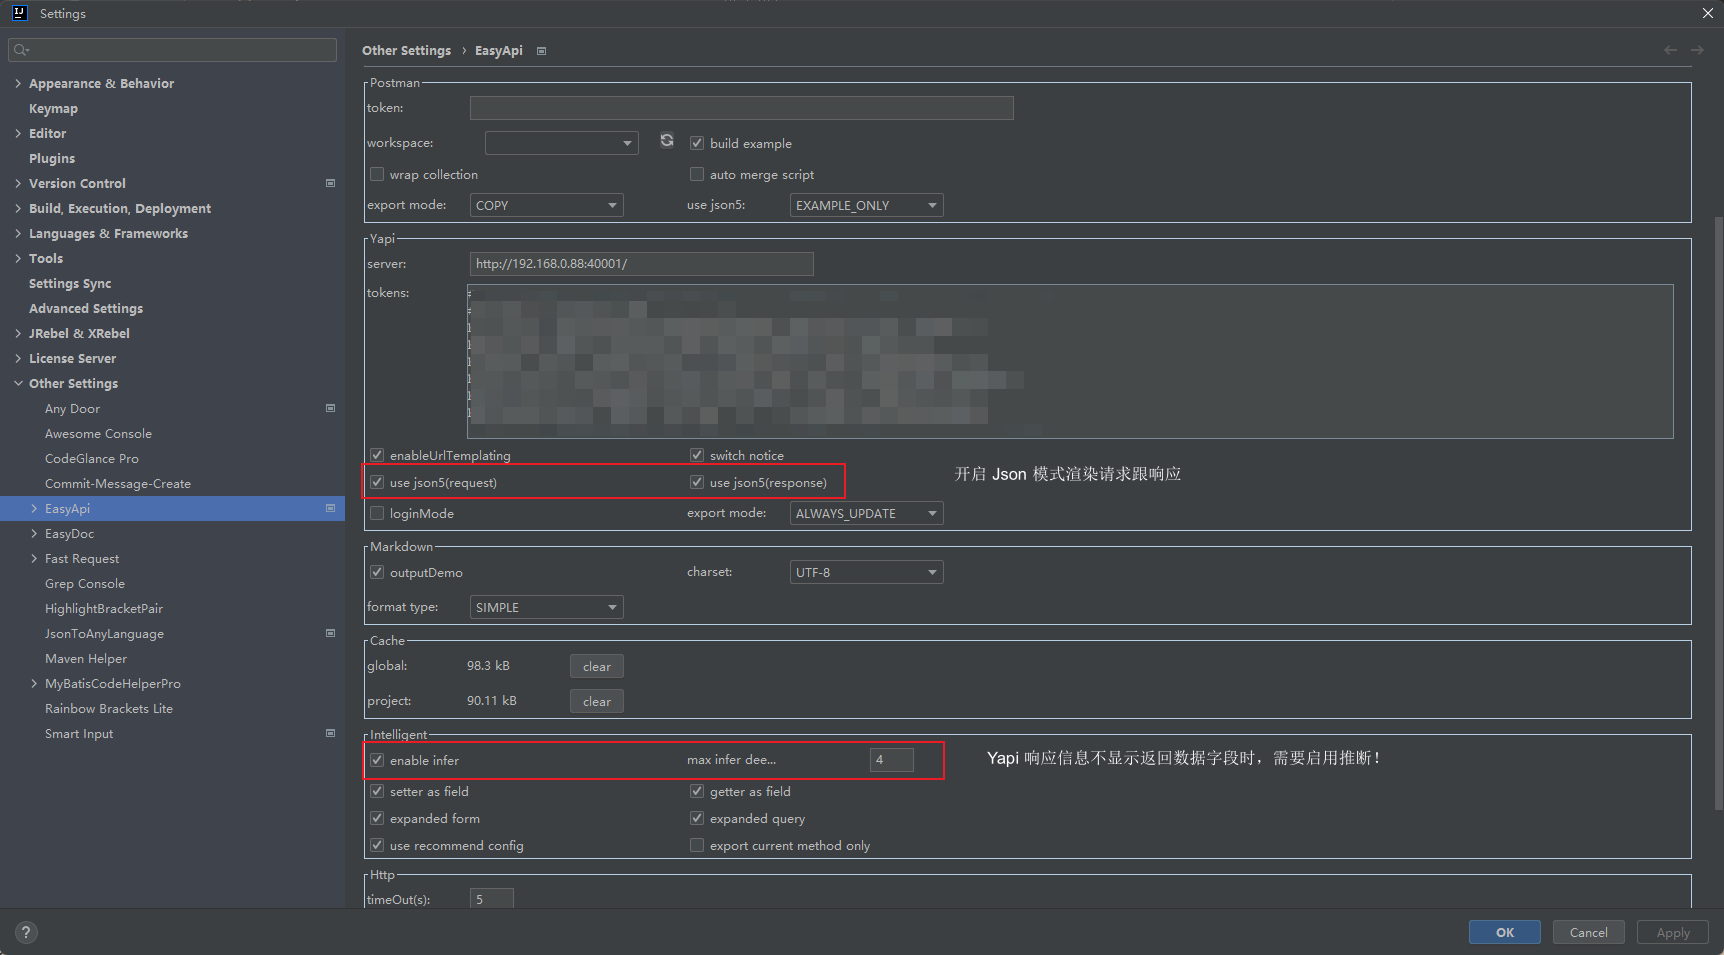 Settings
Other Settings › EasyApi
Appearance & Behavior
Keymap
Editor
Plugins
Version Control
Build, Execution, Deployment
Languages & Frameworks
Tools
Settings Sync
Advanced Settings
JRebel & XRebel
License Server
Other Settings
Any Door
Awesome Console
CodeGlance Pro
Commit-Message-Create
EasyApi
EasyDoc
Fast Request
Grep Console
HighlightBracketPair
JsonToAnyLanguage
Maven Helper
MyBatisCodeHelperPro
Rainbow Brackets Lite
Smart Input
Postman
token:
workspace: build example
wrap collection auto merge script
export mode: COPY use json5: EXAMPLE_ONLY
Yapi
server: http://192.168.0.88:40001/
tokens:
enableUrlTemplating switch notice
use json5(request) use json5(response) 开启 Json 模式渲染请求跟响应
loginMode export mode: ALWAYS_UPDATE
Markdown
outputDemo charset: UTF-8
format type: SIMPLE
Cache
global: 98.3 kB clear
project: 90.11 kB clear
Intelligent
enable infer max infer dee... 4 Yapi 响应信息不显示返回数据字段时，需要启用推断！
setter as field getter as field
expanded form expanded query
use recommend config export current method only
Http
timeOut(s): 5
? OK Cancel Apply